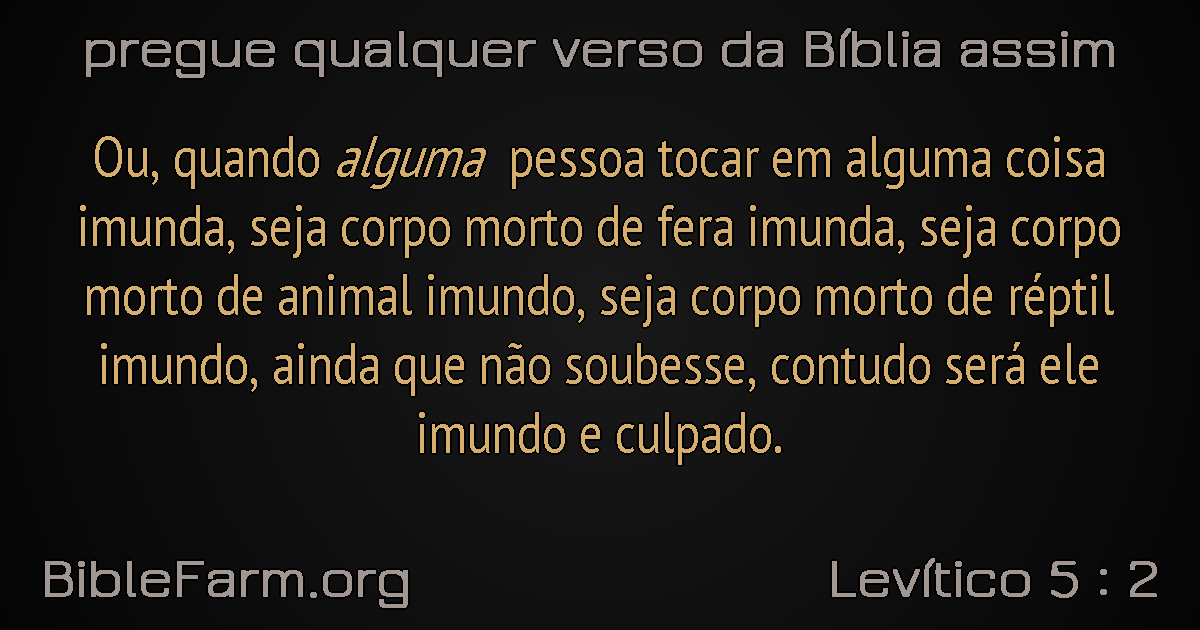 pregue qualquer verso da Bíblia assim
Ou, quando alguma pessoa tocar em alguma coisa
imunda, seja corpo morto de fera imunda, seja corpo
morto de animal imundo, seja corpo morto de réptil
imundo, ainda que não soubesse, contudo será ele
imundo e culpado.
BibleFarm.org
Levítico 5 : 2